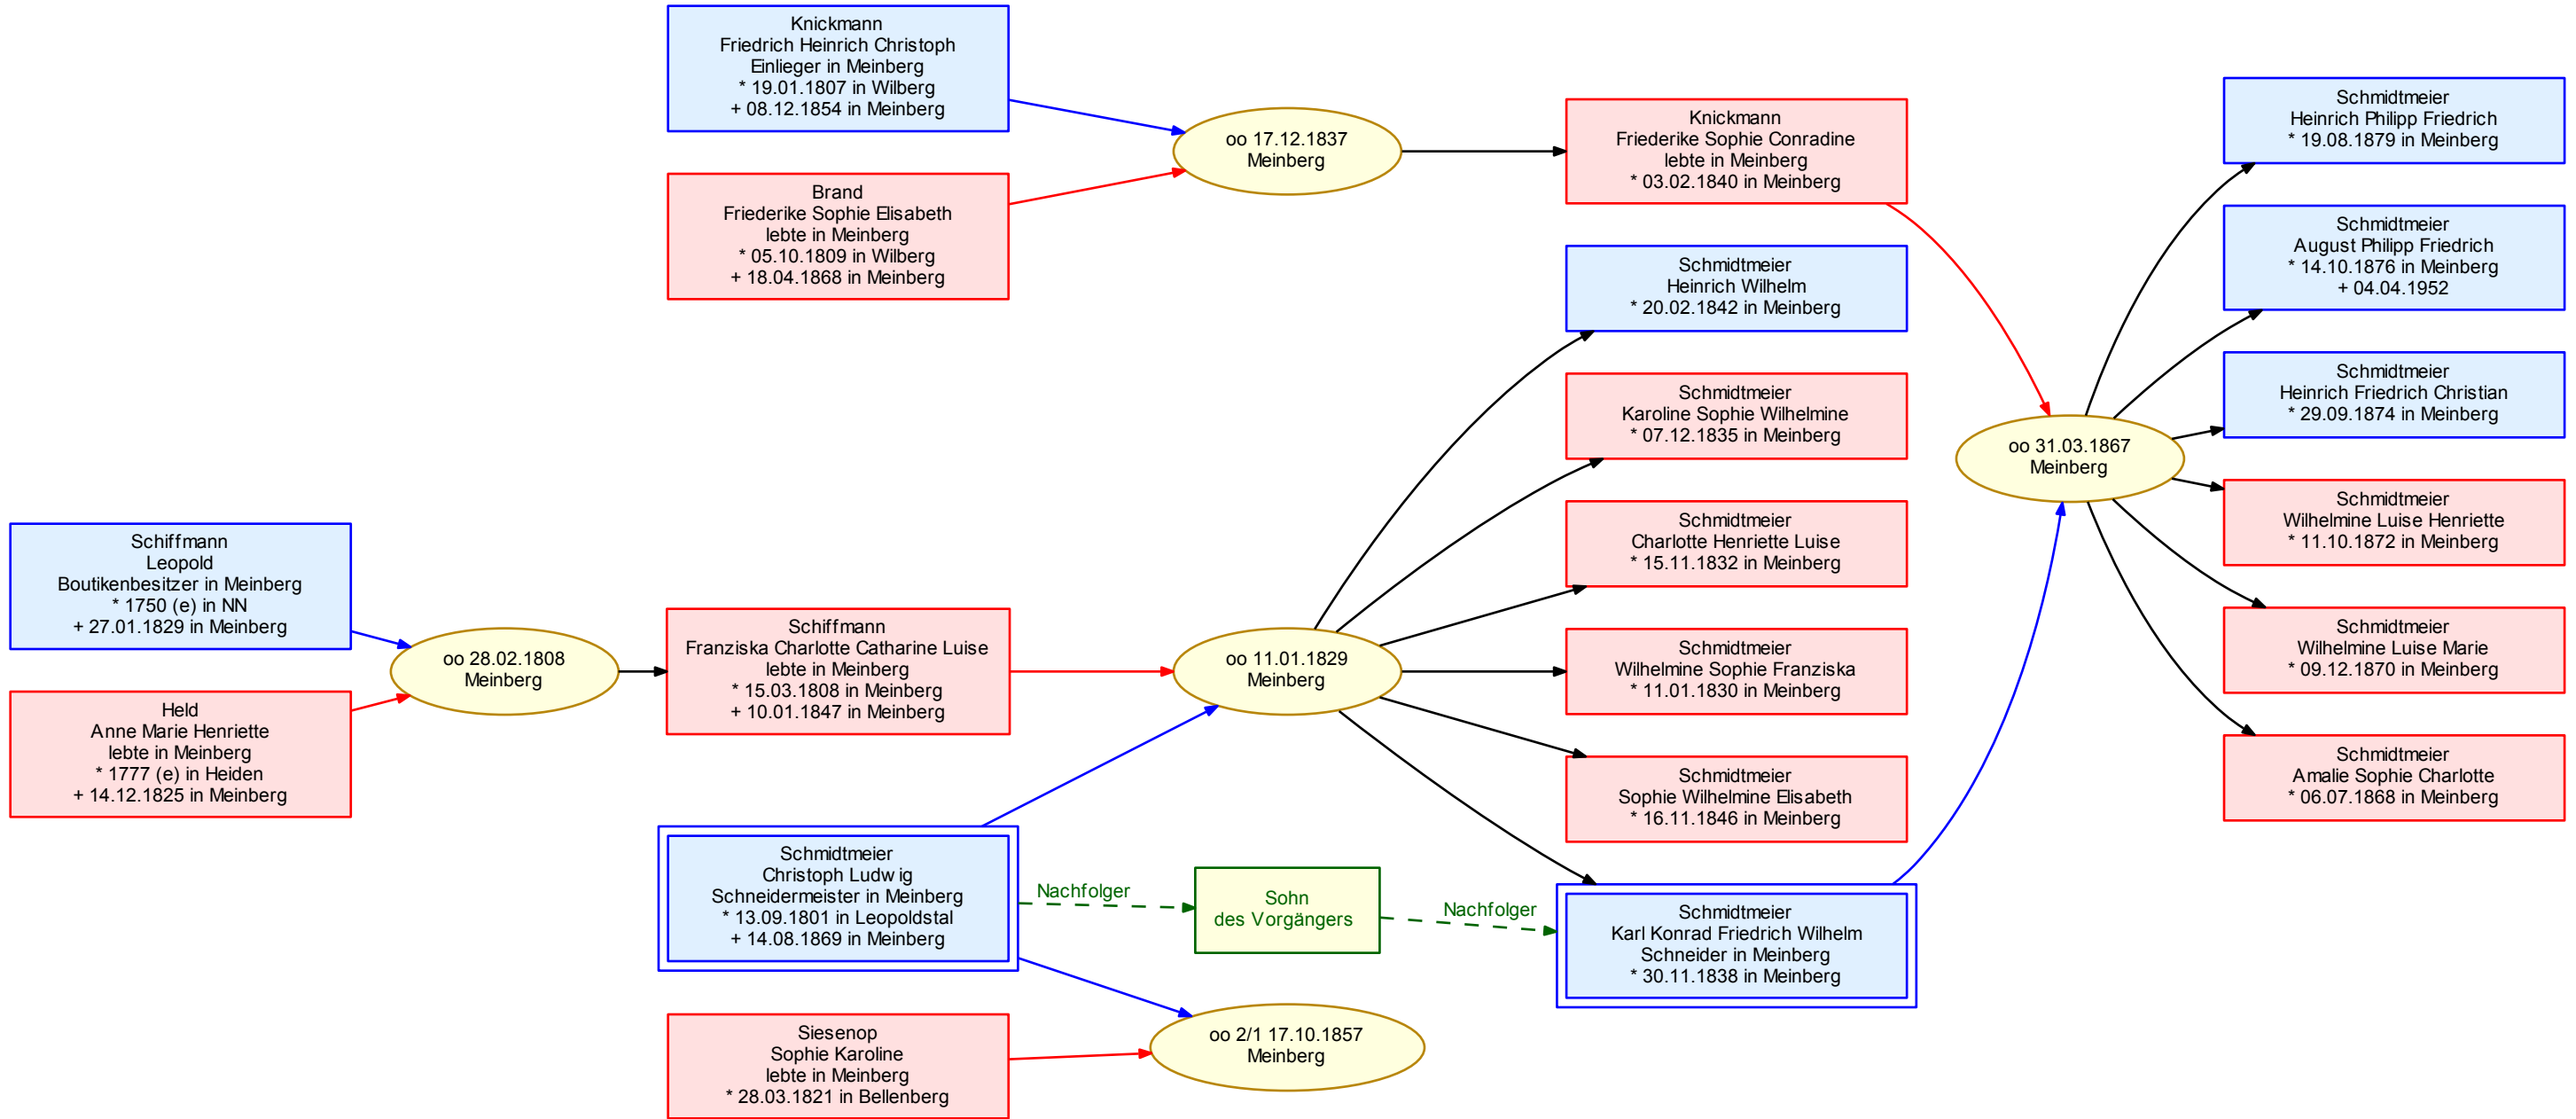 Knickmann
Friedrich Heinrich Christoph
Einlieger in Meinberg
* 19.01.1807 in Wilberg
+ 08.12.1854 in Meinberg
Brand
Friederike Sophie Elisabeth
lebte in Meinberg
* 05.10.1809 in Wilberg
+ 18.04.1868 in Meinberg
oo 17.12.1837
Meinberg
Knickmann
Friederike Sophie Conradine
lebte in Meinberg
* 03.02.1840 in Meinberg
Schiffmann
Leopold
Boutikenbesitzer in Meinberg
* 1750 (e) in NN
+ 27.01.1829 in Meinberg
Held
Anne Marie Henriette
lebte in Meinberg
* 1777 (e) in Heiden
+ 14.12.1825 in Meinberg
oo 28.02.1808
Meinberg
Schiffmann
Franziska Charlotte Catharine Luise
lebte in Meinberg
* 15.03.1808 in Meinberg
+ 10.01.1847 in Meinberg
Schmidtmeier
Christoph Ludwig
Schneidermeister in Meinberg
* 13.09.1801 in Leopoldstal
+ 14.08.1869 in Meinberg
Siesenop
Sophie Karoline
lebte in Meinberg
* 28.03.1821 in Bellenberg
oo 11.01.1829
Meinberg
Nachfolger
Sohn
des Vorgängers
Nachfolger
oo 2/1 17.10.1857
Meinberg
Schmidtmeier
Heinrich Wilhelm
* 20.02.1842 in Meinberg
Schmidtmeier
Karoline Sophie Wilhelmine
* 07.12.1835 in Meinberg
Schmidtmeier
Charlotte Henriette Luise
* 15.11.1832 in Meinberg
Schmidtmeier
Wilhelmine Sophie Franziska
* 11.01.1830 in Meinberg
Schmidtmeier
Sophie Wilhelmine Elisabeth
* 16.11.1846 in Meinberg
Schmidtmeier
Karl Konrad Friedrich Wilhelm
Schneider in Meinberg
* 30.11.1838 in Meinberg
oo 31.03.1867
Meinberg
Schmidtmeier
Heinrich Philipp Friedrich
* 19.08.1879 in Meinberg
Schmidtmeier
August Philipp Friedrich
* 14.10.1876 in Meinberg
+ 04.04.1952
Schmidtmeier
Heinrich Friedrich Christian
* 29.09.1874 in Meinberg
Schmidtmeier
Wilhelmine Luise Henriette
* 11.10.1872 in Meinberg
Schmidtmeier
Wilhelmine Luise Marie
* 09.12.1870 in Meinberg
Schmidtmeier
Amalie Sophie Charlotte
* 06.07.1868 in Meinberg